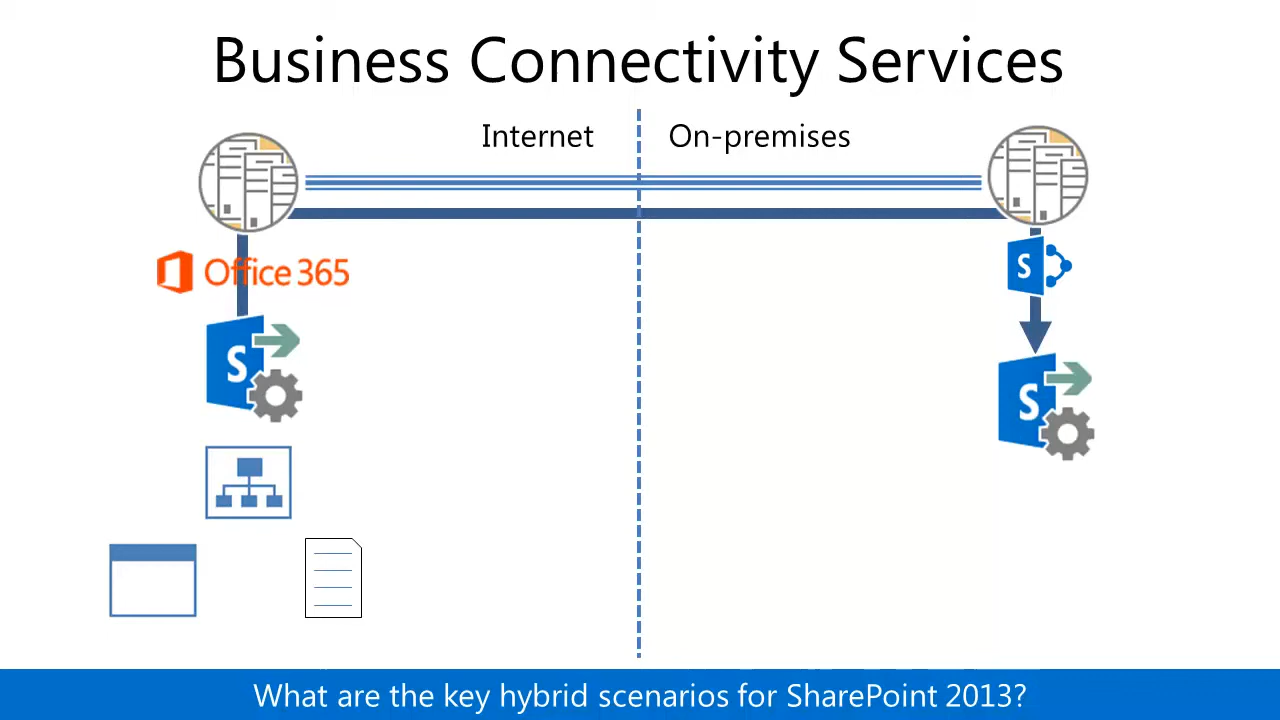 Business Connectivity Services
Internet
On-premises
Office 365
S
S
S
What are the key hybrid scenarios for SharePoint 2013?